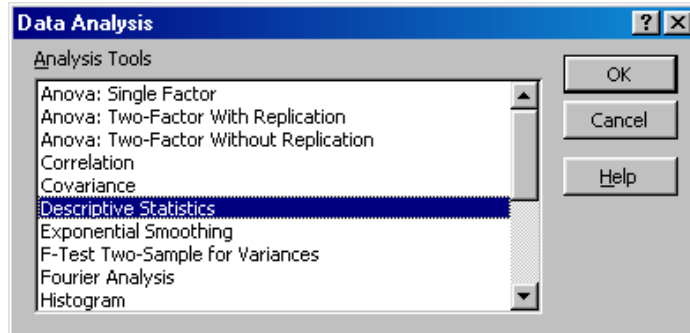 Data Analysis
Analysis Tools
Anova: Single Factor
Anova: Two-Factor With Replication
Anova: Two-Factor Without Replication
Correlation
Covariance
Descriptive Statistics
Exponential Smoothing
F-Test Two-Sample for Variances
Fourier Analysis
Histogram
OK
Cancel
Help